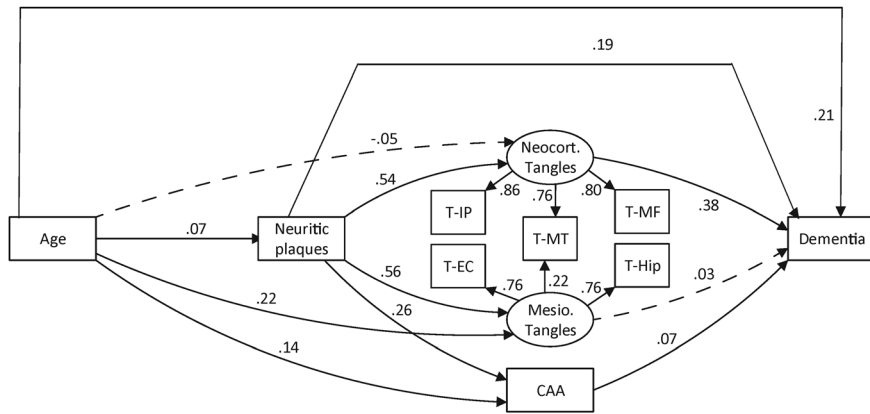 .19
.21
-.05
Neocort.
Tangles
.54
.86
.76
.80
T-IP
T-MF
.38
Age
.07
Neuritic
plaques
T-MT
Dementia
T-EC
T-Hip
.56
.76
.22
.76
.03
.22
.26
Mesio.
Tangles
.14
.07
CAA